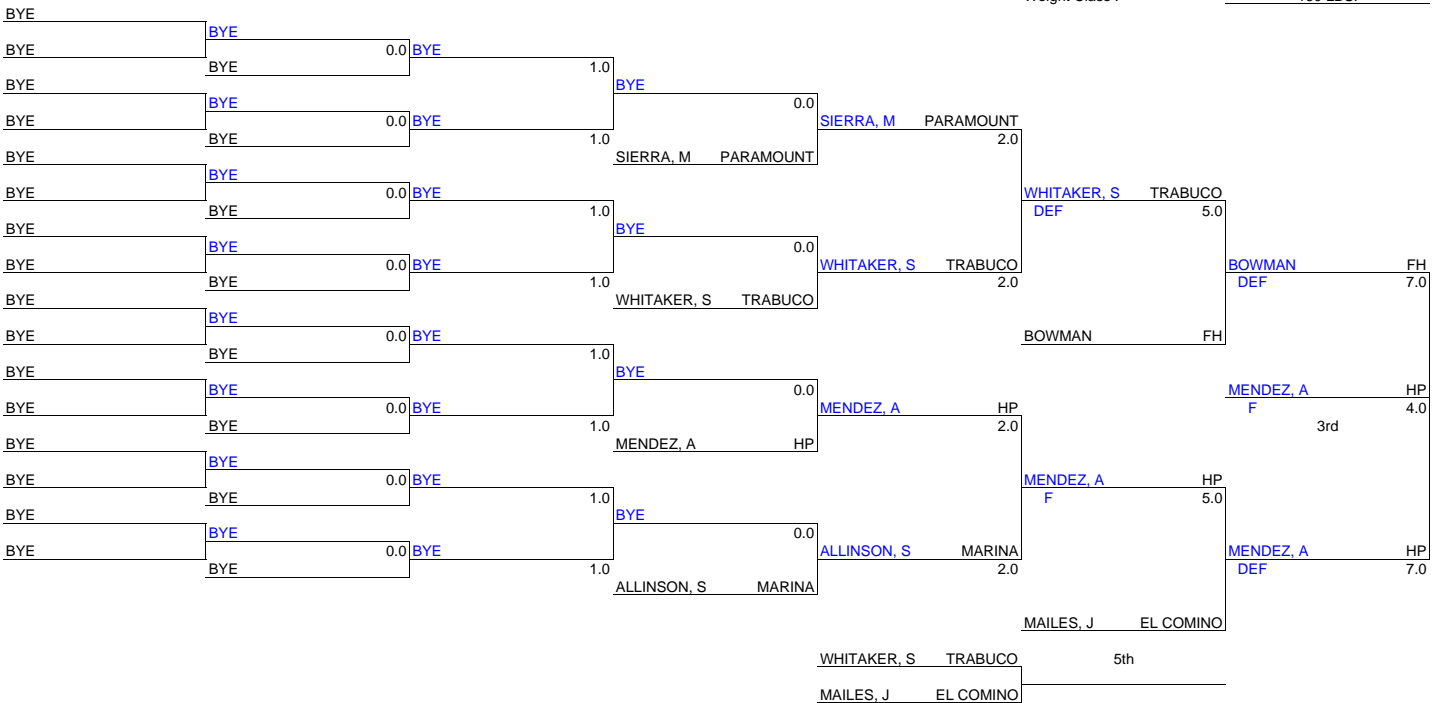 BYE
BYE
BYE 0.0 BYE
BYE 1.0
BYE BYE
BYE 0.0
BYE 0.0 BYE SIERRA, M PARAMOUNT
BYE 1.0 2.0
BYE SIERRA, M PARAMOUNT
BYE
BYE 0.0 BYE WHITAKER, S TRABUCO
BYE 1.0 DEF 5.0
BYE BYE
BYE 0.0
BYE 0.0 BYE WHITAKER, S TRABUCO BOWMAN FH
BYE 1.0 2.0 DEF 7.0
BYE WHITAKER, S TRABUCO
BYE
BYE 0.0 BYE BOWMAN FH
BYE 1.0
BYE BYE
BYE 0.0 MENDEZ, A HP
BYE 0.0 BYE MENDEZ, A HP F 4.0
BYE 1.0 2.0 3rd
BYE MENDEZ, A HP
BYE
BYE 0.0 BYE MENDEZ, A HP
BYE 1.0 F 5.0
BYE BYE
BYE 0.0
BYE 0.0 BYE ALLINSON, S MARINA MENDEZ, A HP
BYE 1.0 2.0 DEF 7.0
ALLINSON, S MARINA
MAILES, J EL COMINO
WHITAKER, S TRABUCO 5th
MAILES, J EL COMINO